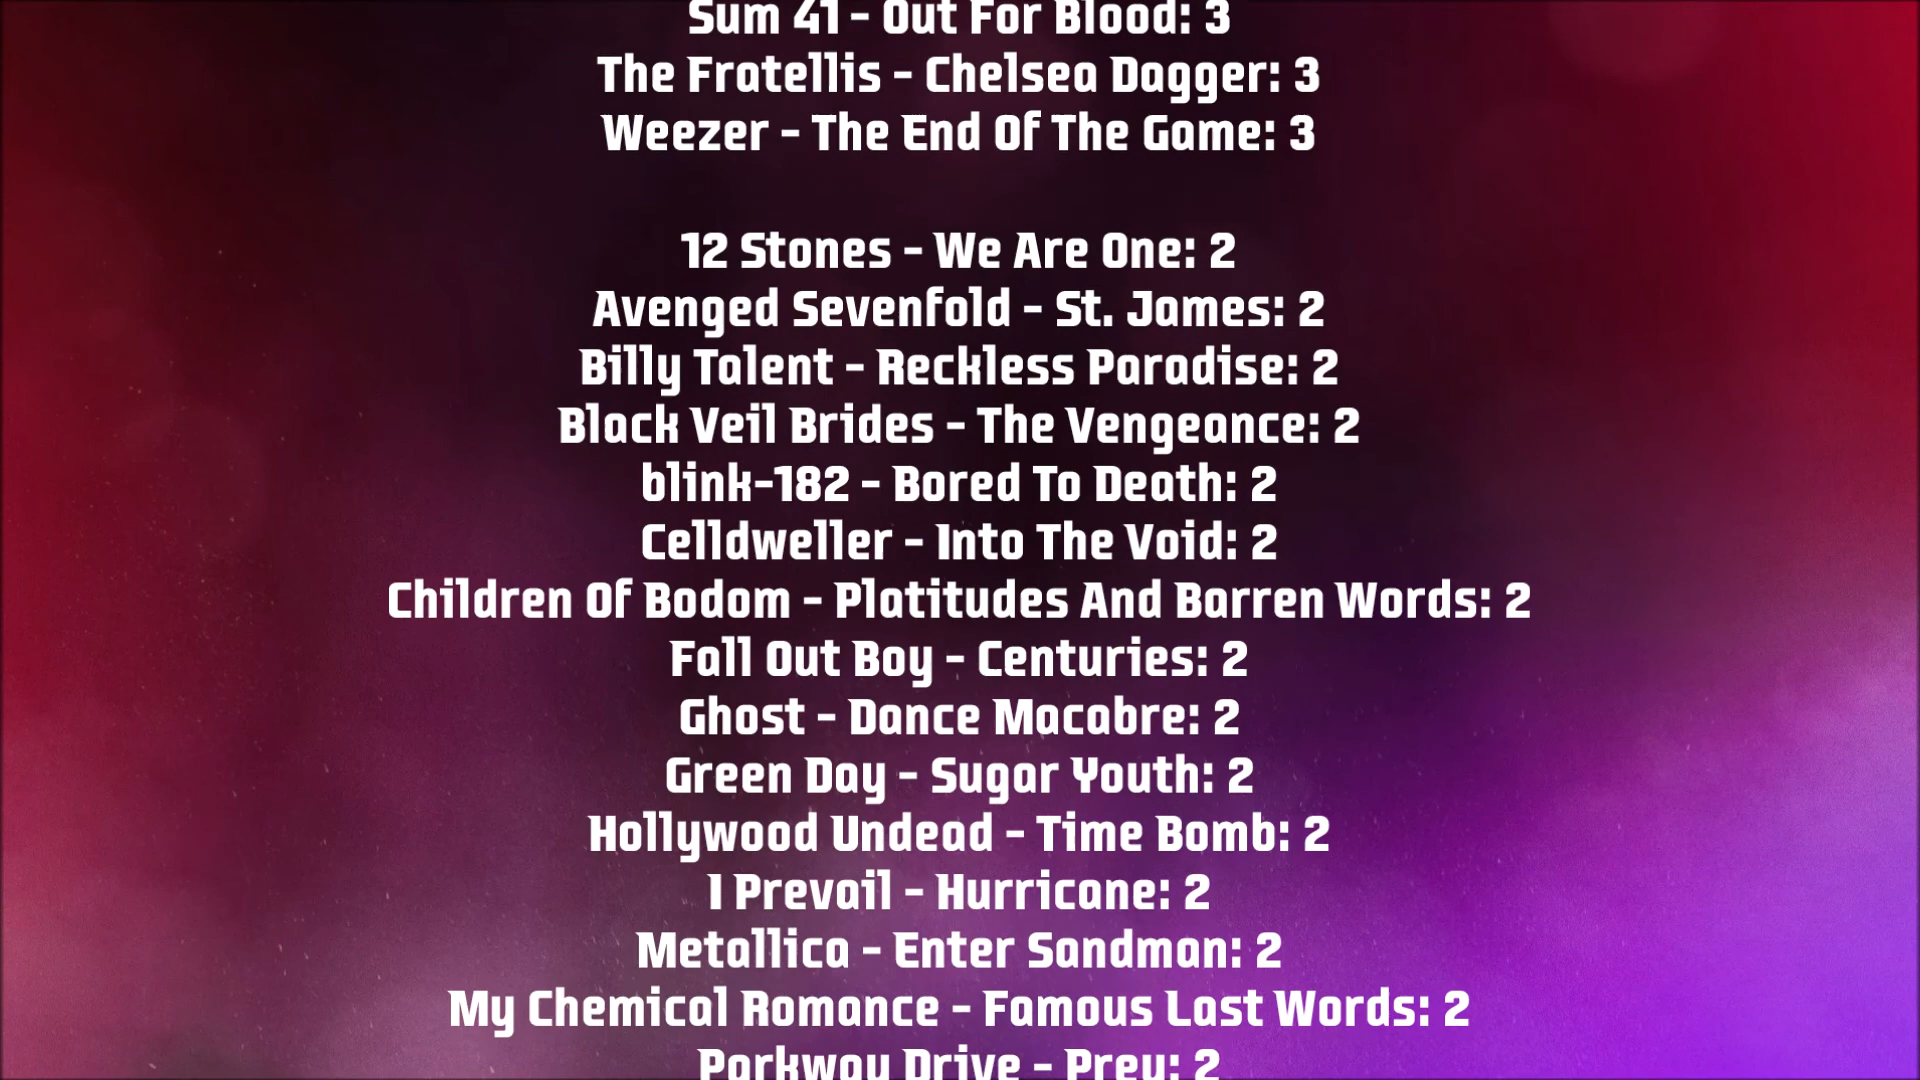 Sum 41 - Out For Blood: 3
The Fratellis - Chelsea Dagger: 3
Weezer - The End Of The Game: 3
12 Stones - We Are One: 2
Avenged Sevenfold - St. James: 2
Billy Talent - Reckless Paradise: 2
Black Veil Brides - The Vengeance: 2
blink-182 - Bored To Death: 2
Celldweller - Into The Void: 2
Children Of Bodom - Platitudes And Barren Words: 2
Fall Out Boy - Centuries: 2
Ghost - Dance Macabre: 2
Green Day - Sugar Youth: 2
Hollywood Undead - Time Bomb: 2
I Prevail - Hurricane: 2
Metallica - Enter Sandman: 2
My Chemical Romance - Famous Last Words: 2
Parkway Drive - Prey: 2